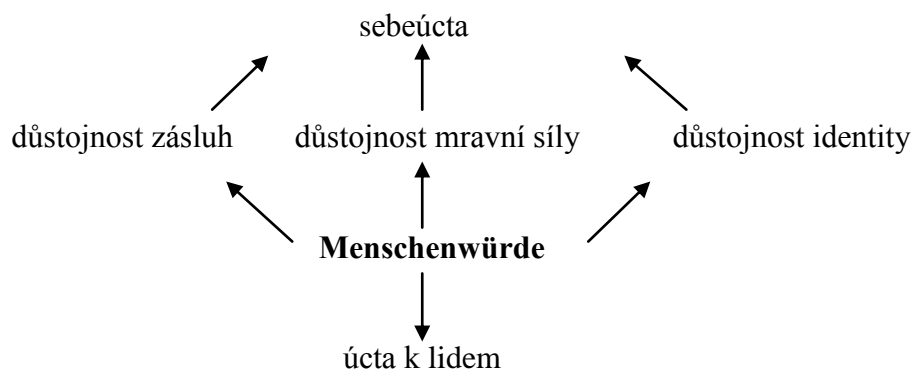 sebeúcta
důstojnost zásluh důstojnost mravní síly důstojnost identity
Menschenwürde
úcta k lidem